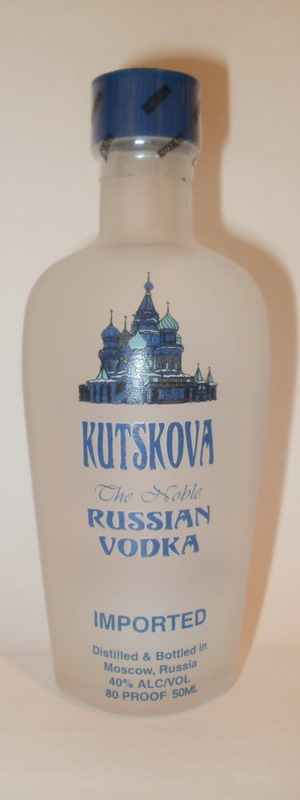 KUTSKOVA
The Noble
RUSSIAN
VODKA
IMPORTED
Distilled & Bottled in
Moscow, Russia
40% ALC/VOL
80 PROOF 50ML